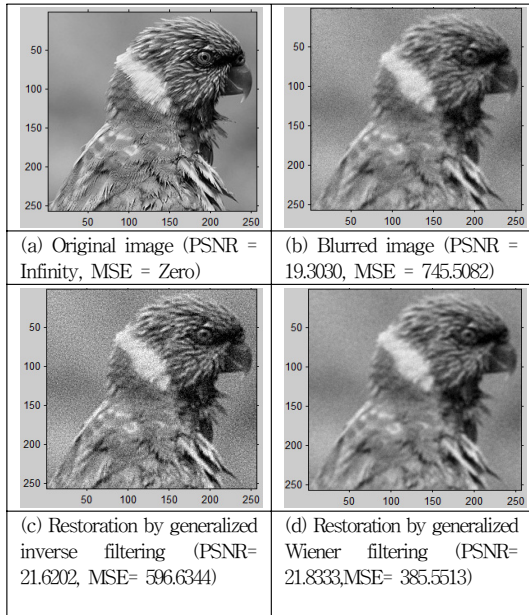 50
100
150
200
250
50 100 150 200 250
(a) Original image (PSNR =
Infinity, MSE = Zero)
50
100
150
200
250
50 100 150 200 250
(b) Blurred image (PSNR =
19.3030, MSE = 745.5082)
50
100
150
200
250
50 100 150 200 250
(c) Restoration by generalized
inverse filtering (PSNR=
21.6202, MSE= 596.6344)
50
100
150
200
250
50 100 150 200 250
(d) Restoration by generalized
Wiener filtering (PSNR=
21.8333,MSE= 385.5513)